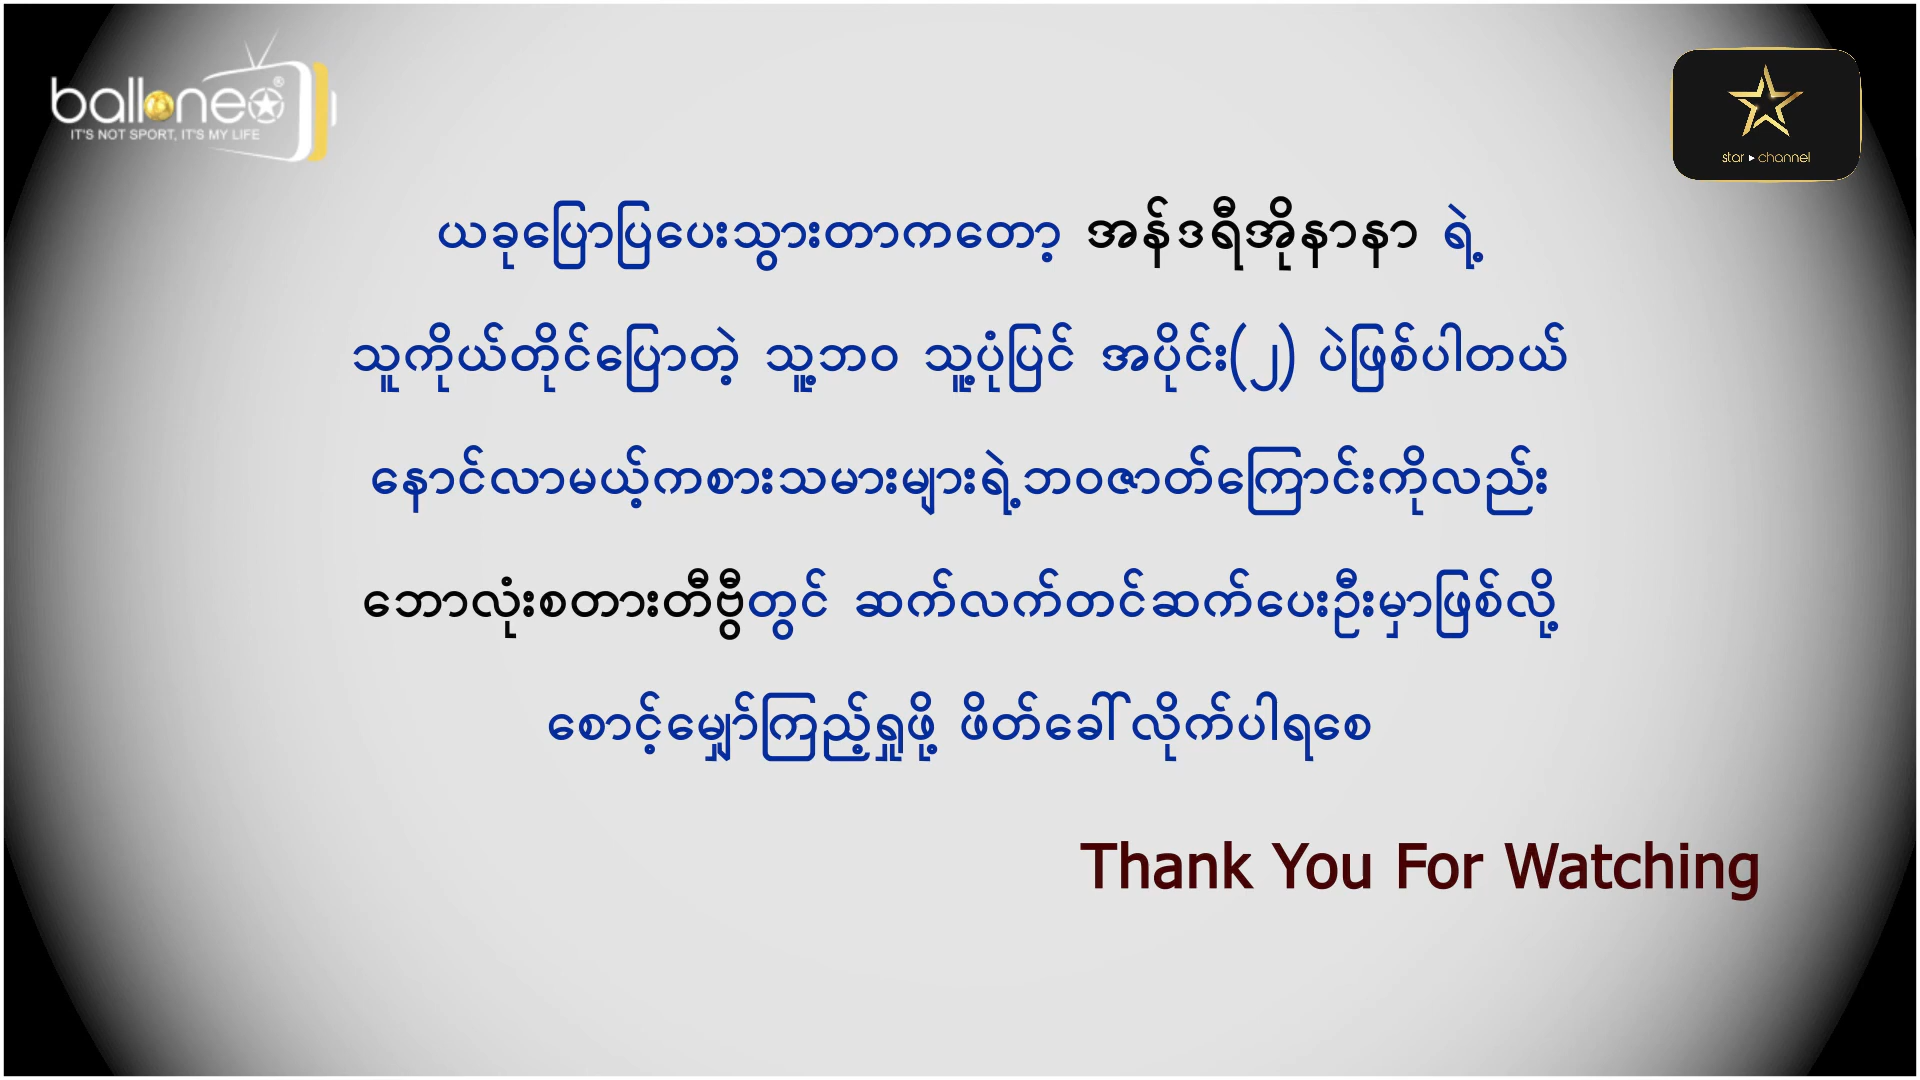 ballone®
IT'S NOT SPORT, IT'S MY LIFE
star channel
ယခုပြောပြပေးသွားတာကတော့ အန်ဒရီအိုနာနာ ရဲ့
သူကိုယ်တိုင်ပြောတဲ့ သူ့ဘဝ သူ့ပုံပြင် အပိုင်း(၂) ပဲဖြစ်ပါတယ်
နောင်လာမယ့်ကစားသမားများရဲ့ဘဝဇာတ်ကြောင်းကိုလည်း
ဘောလုံးစတားတီဗွီတွင် ဆက်လက်တင်ဆက်ပေးဦးမှာဖြစ်လို့
စောင့်မျှော်ကြည့်ရှုဖို့ ဖိတ်ခေါ်လိုက်ပါရစေ
Thank You For Watching